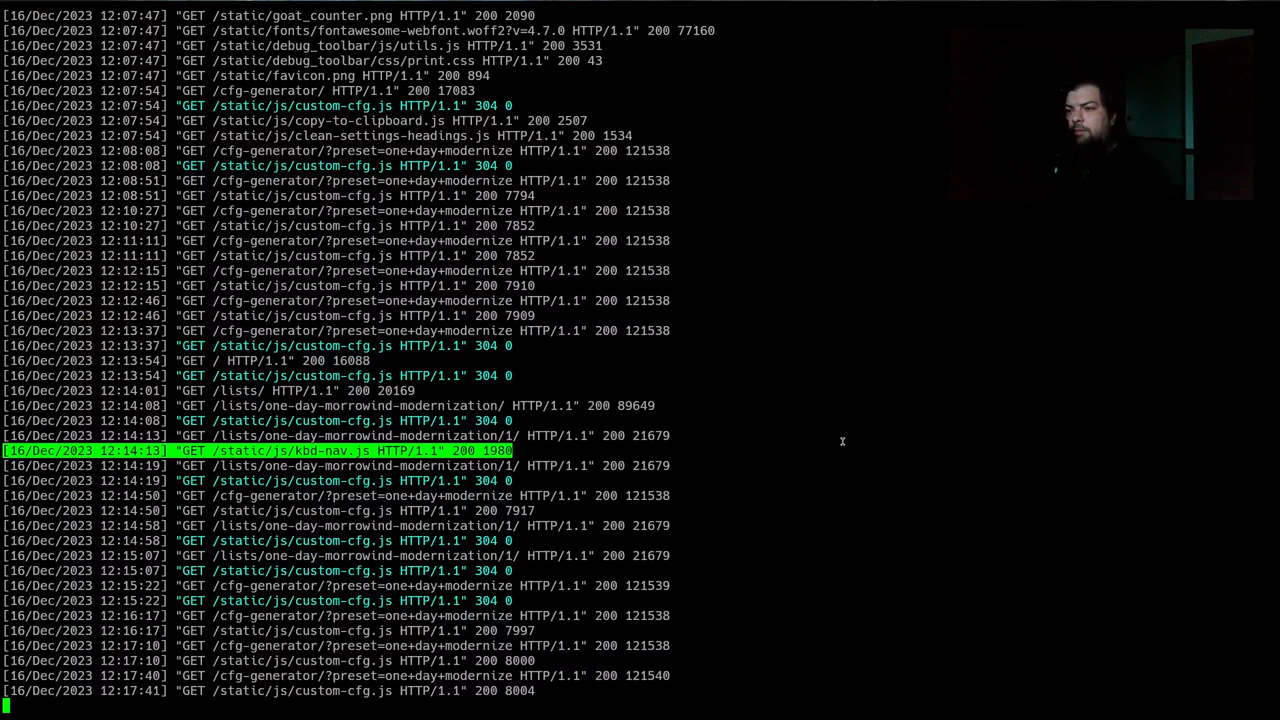 [16/Dec/2023 12:07:47] "GET /static/goat_counter.png HTTP/1.1" 200 2090
[16/Dec/2023 12:07:47] "GET /static/fonts/fontawesome-webfont.woff2?v=4.7.0 HTTP/1.1" 200 77160
[16/Dec/2023 12:07:47] "GET /static/debug_toolbar/js/utils.js HTTP/1.1" 200 3531
[16/Dec/2023 12:07:47] "GET /static/debug_toolbar/css/print.css HTTP/1.1" 200 43
[16/Dec/2023 12:07:47] "GET /static/favicon.png HTTP/1.1" 200 894
[16/Dec/2023 12:07:54] "GET /cfg-generator/ HTTP/1.1" 200 17083
[16/Dec/2023 12:07:54] "GET /static/js/custom-cfg.js HTTP/1.1" 304 0
[16/Dec/2023 12:07:54] "GET /static/js/copy-to-clipboard.js HTTP/1.1" 200 2507
[16/Dec/2023 12:07:54] "GET /static/js/clean-settings-headings.js HTTP/1.1" 200 1534
[16/Dec/2023 12:08:08] "GET /cfg-generator/?preset=one+day+modernize HTTP/1.1" 200 121538
[16/Dec/2023 12:08:08] "GET /static/js/custom-cfg.js HTTP/1.1" 304 0
[16/Dec/2023 12:08:51] "GET /cfg-generator/?preset=one+day+modernize HTTP/1.1" 200 121538
[16/Dec/2023 12:08:51] "GET /static/js/custom-cfg.js HTTP/1.1" 200 7794
[16/Dec/2023 12:10:27] "GET /cfg-generator/?preset=one+day+modernize HTTP/1.1" 200 121538
[16/Dec/2023 12:10:27] "GET /static/js/custom-cfg.js HTTP/1.1" 200 7852
[16/Dec/2023 12:11:11] "GET /cfg-generator/?preset=one+day+modernize HTTP/1.1" 200 121538
[16/Dec/2023 12:11:11] "GET /static/js/custom-cfg.js HTTP/1.1" 200 7852
[16/Dec/2023 12:12:15] "GET /cfg-generator/?preset=one+day+modernize HTTP/1.1" 200 121538
[16/Dec/2023 12:12:15] "GET /static/js/custom-cfg.js HTTP/1.1" 200 7910
[16/Dec/2023 12:12:46] "GET /cfg-generator/?preset=one+day+modernize HTTP/1.1" 200 121538
[16/Dec/2023 12:12:46] "GET /static/js/custom-cfg.js HTTP/1.1" 200 7909
[16/Dec/2023 12:13:37] "GET /cfg-generator/?preset=one+day+modernize HTTP/1.1" 200 121538
[16/Dec/2023 12:13:37] "GET /static/js/custom-cfg.js HTTP/1.1" 304 0
[16/Dec/2023 12:13:54] "GET / HTTP/1.1" 200 16088
[16/Dec/2023 12:13:54] "GET /static/js/custom-cfg.js HTTP/1.1" 304 0
[16/Dec/2023 12:14:01] "GET /lists/ HTTP/1.1" 200 20169
[16/Dec/2023 12:14:08] "GET /lists/one-day-morrowind-modernization/ HTTP/1.1" 200 89649
[16/Dec/2023 12:14:08] "GET /static/js/custom-cfg.js HTTP/1.1" 304 0
[16/Dec/2023 12:14:13] "GET /lists/one-day-morrowind-modernization/1/ HTTP/1.1" 200 21679
[16/Dec/2023 12:14:13] "GET /static/js/kbd-nav.js HTTP/1.1" 200 1980
[16/Dec/2023 12:14:19] "GET /lists/one-day-morrowind-modernization/1/ HTTP/1.1" 200 21679
[16/Dec/2023 12:14:19] "GET /static/js/custom-cfg.js HTTP/1.1" 304 0
[16/Dec/2023 12:14:50] "GET /cfg-generator/?preset=one+day+modernize HTTP/1.1" 200 121538
[16/Dec/2023 12:14:50] "GET /static/js/custom-cfg.js HTTP/1.1" 200 7917
[16/Dec/2023 12:14:58] "GET /lists/one-day-morrowind-modernization/1/ HTTP/1.1" 200 21679
[16/Dec/2023 12:14:58] "GET /static/js/custom-cfg.js HTTP/1.1" 304 0
[16/Dec/2023 12:15:07] "GET /lists/one-day-morrowind-modernization/1/ HTTP/1.1" 200 21679
[16/Dec/2023 12:15:07] "GET /static/js/custom-cfg.js HTTP/1.1" 304 0
[16/Dec/2023 12:15:22] "GET /cfg-generator/?preset=one+day+modernize HTTP/1.1" 200 121539
[16/Dec/2023 12:15:22] "GET /static/js/custom-cfg.js HTTP/1.1" 304 0
[16/Dec/2023 12:16:17] "GET /cfg-generator/?preset=one+day+modernize HTTP/1.1" 200 121538
[16/Dec/2023 12:16:17] "GET /static/js/custom-cfg.js HTTP/1.1" 200 7997
[16/Dec/2023 12:17:10] "GET /cfg-generator/?preset=one+day+modernize HTTP/1.1" 200 121538
[16/Dec/2023 12:17:10] "GET /static/js/custom-cfg.js HTTP/1.1" 200 8000
[16/Dec/2023 12:17:40] "GET /cfg-generator/?preset=one+day+modernize HTTP/1.1" 200 121540
[16/Dec/2023 12:17:41] "GET /static/js/custom-cfg.js HTTP/1.1" 200 8004